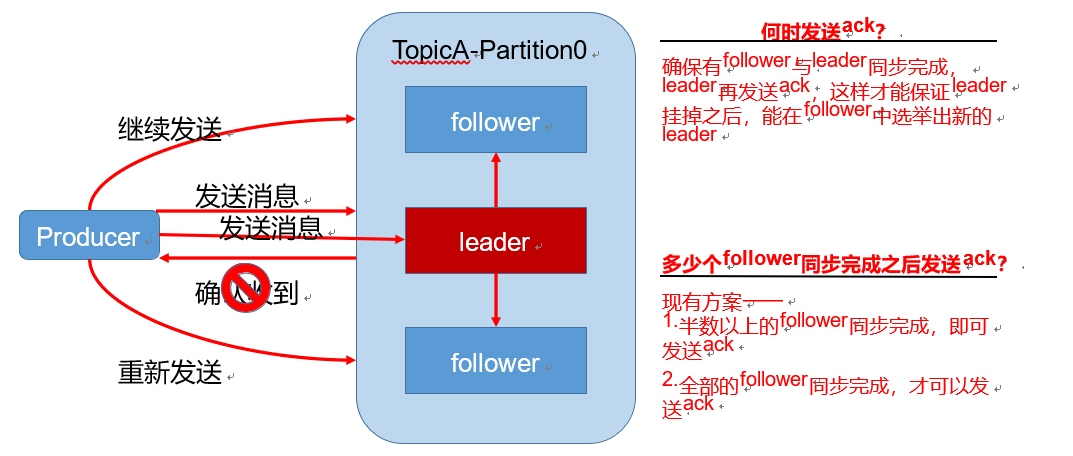 TopicA-Partition0
follower
leader
follower
Producer
继续发送
发送消息
发送消息
确认收到
重新发送
何时发送ack?
确保有follower与leader同步完成，
leader再发送ack，这样才能保证leader
挂掉之后，能在follower中选举出新的
leader
多少个follower同步完成之后发送ack？
现有方案——
1.半数以上的follower同步完成，即可
发送ack
2.全部的follower同步完成，才可以发
送ack